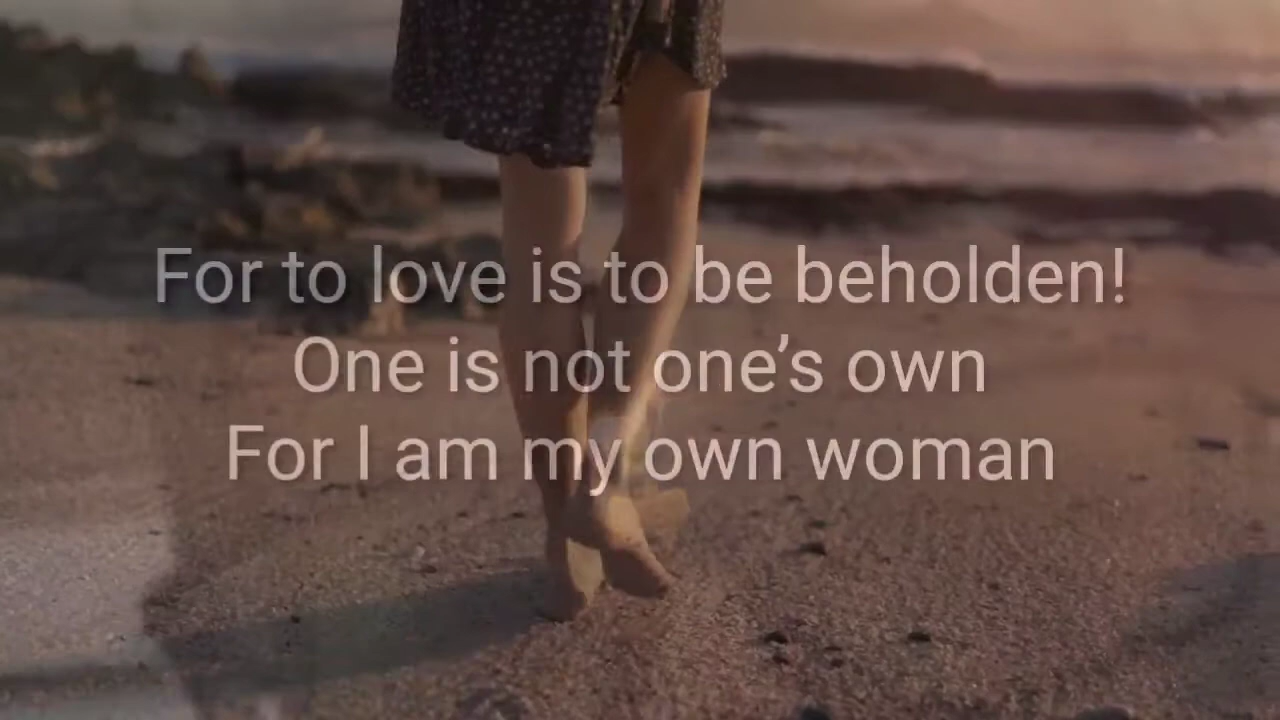 For to love is to be beholden!
One is not one’s own
For I am my own woman